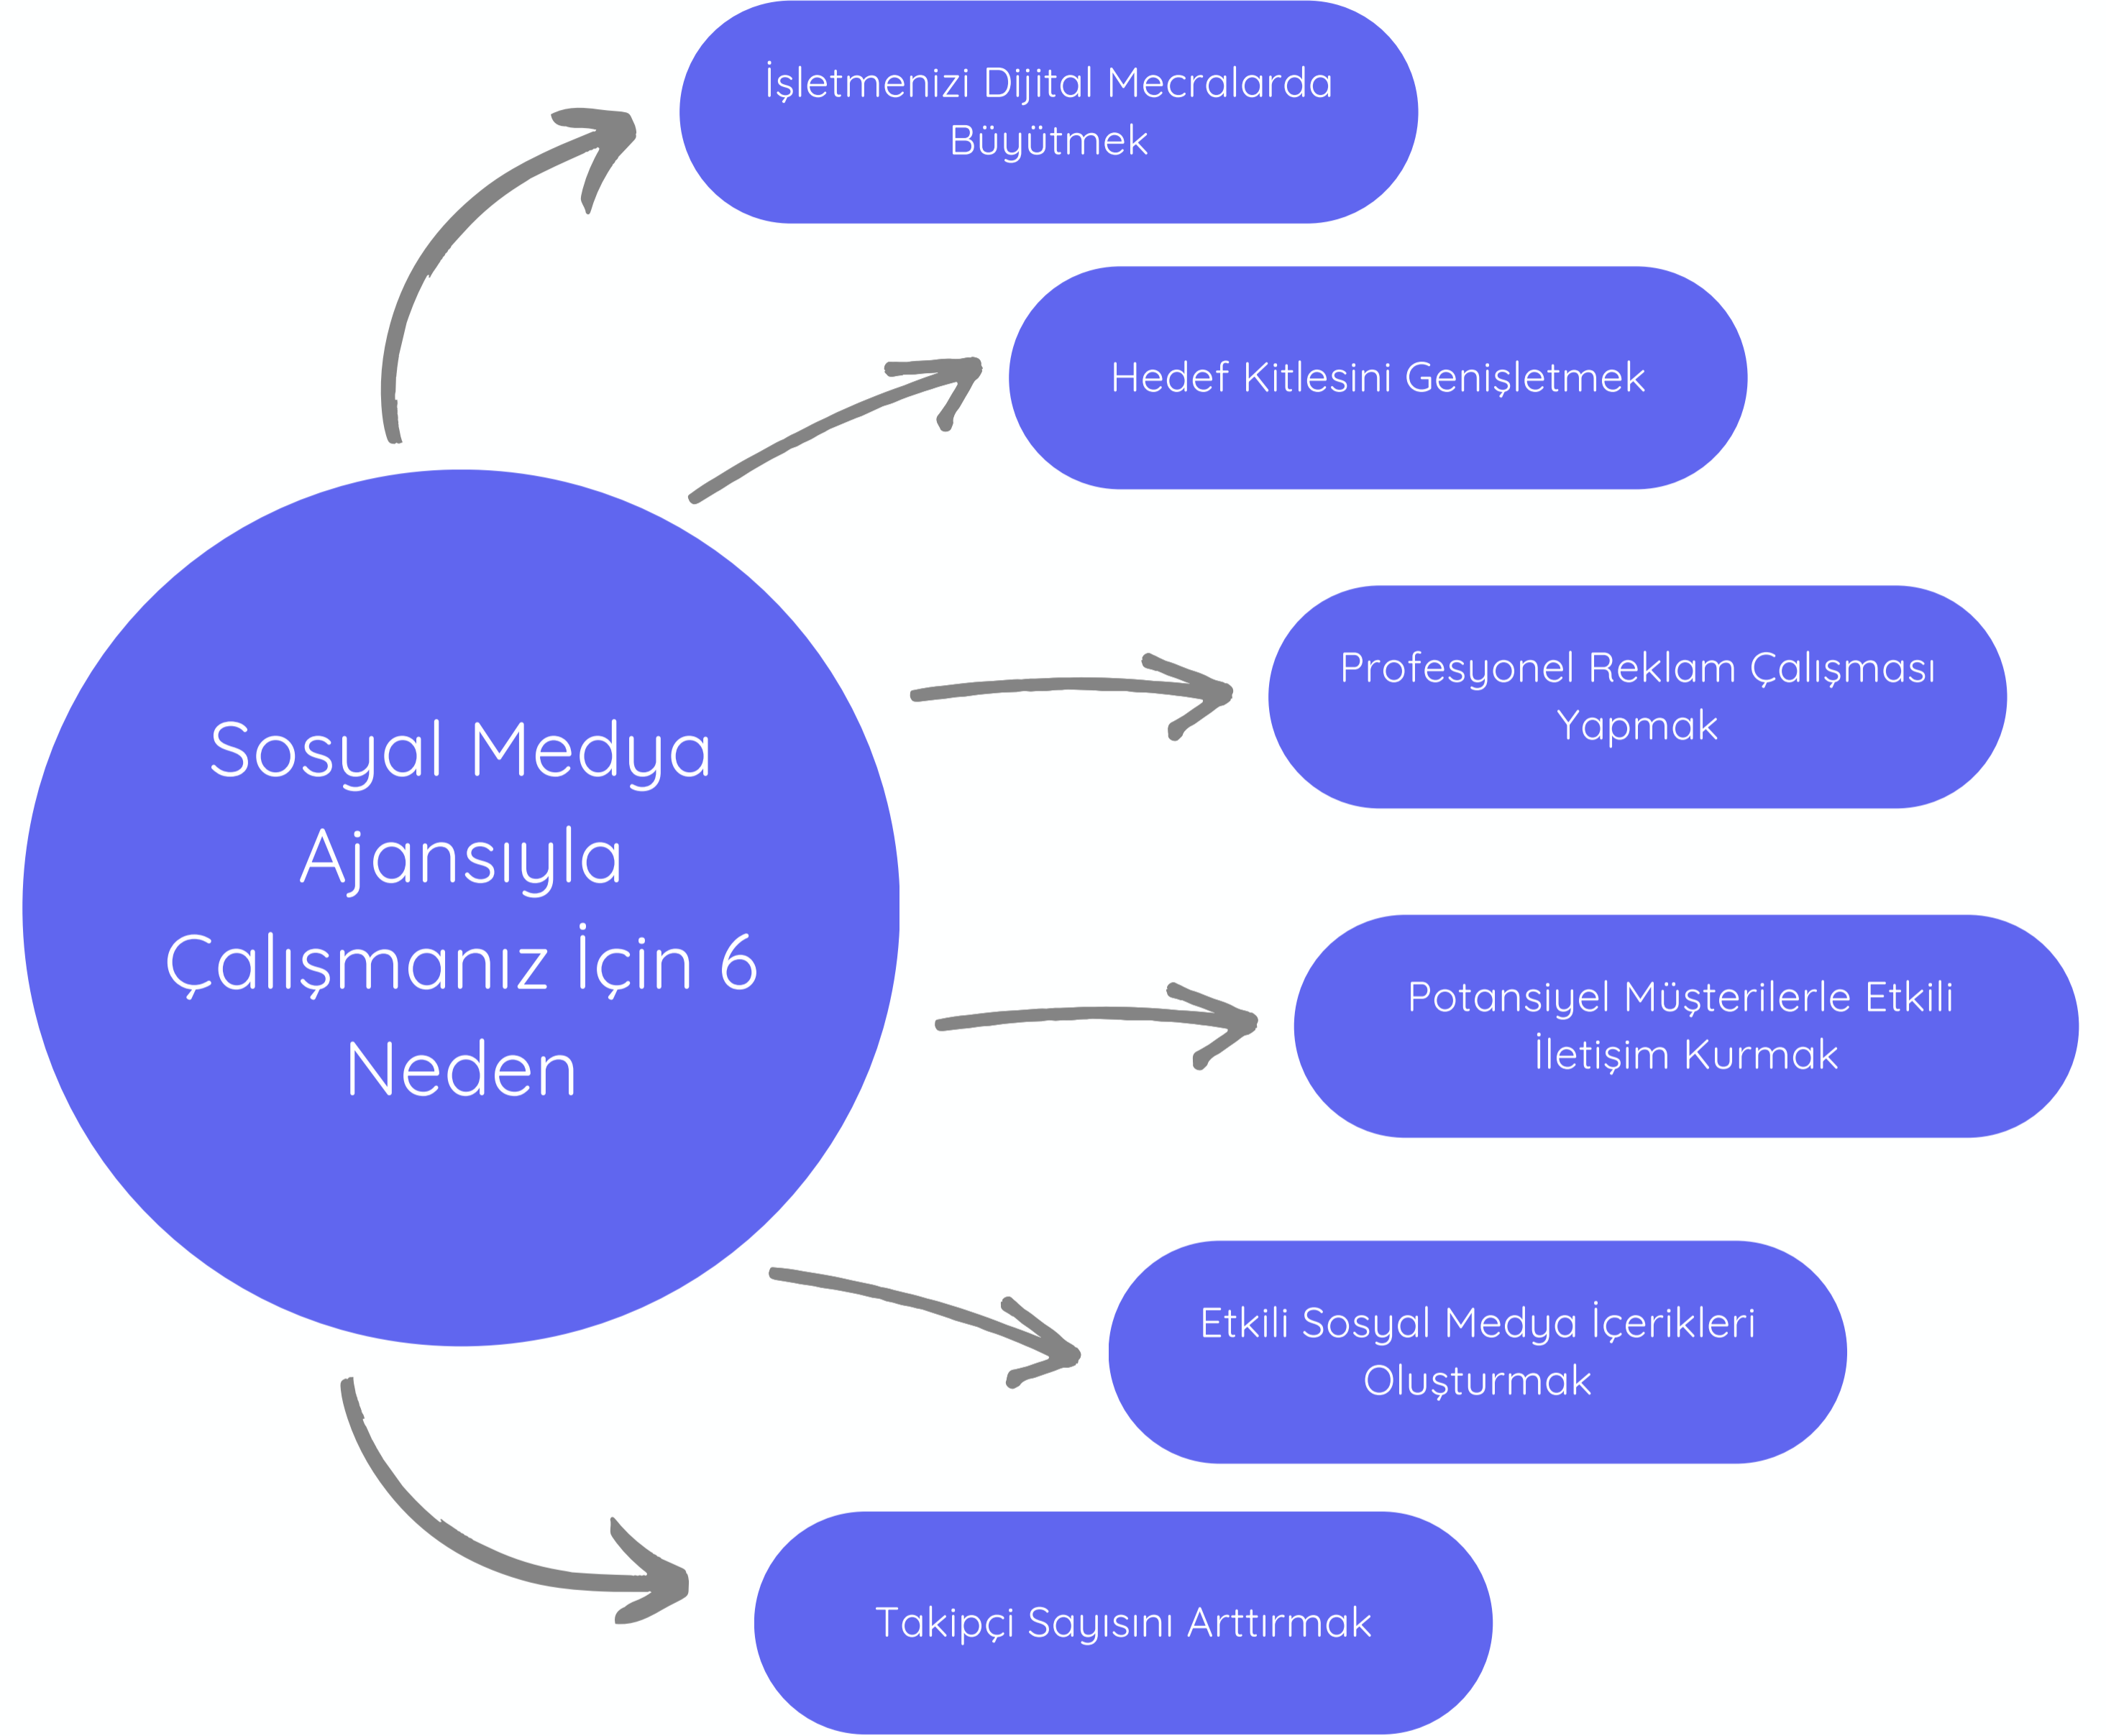 İşletmenizi Dijital Mecralarda
Büyütmek
Hedef Kitlesini Genişletmek
Profesyonel Reklam Çalışması
Yapmak
Sosyal Medya
Ajansıyla
Çalışmanız İçin 6
Neden
Potansiyel Müşterilerle Etkili
İletişim Kurmak
Etkili Sosyal Medya İçerikleri
Oluşturmak
Takipçi Sayısını Arttırmak